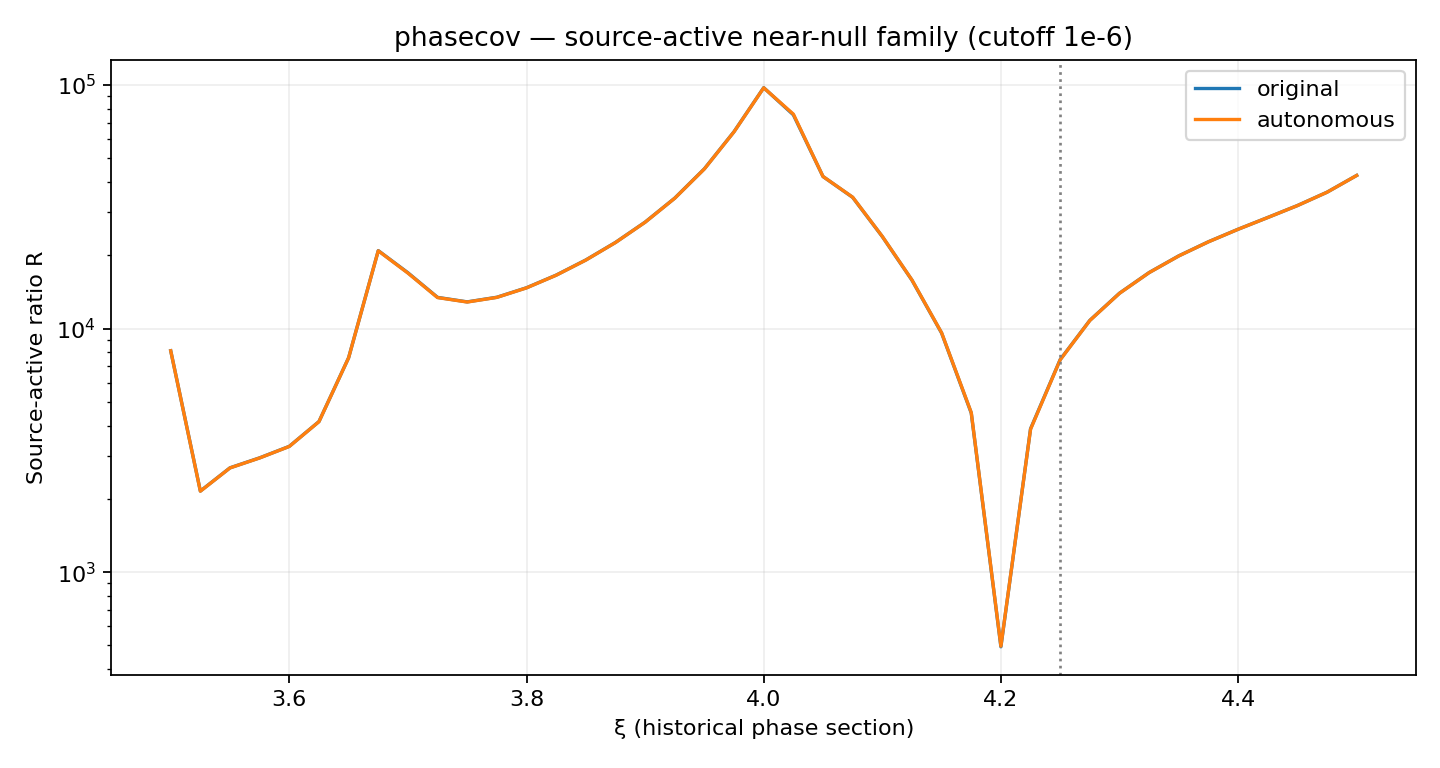 phasecov — source-active near-null family (cutoff 1e-6)
original
autonomous
Source-active ratio R
10⁵
10⁴
10³
3.6 3.8 4.0 4.2 4.4
ξ (historical phase section)